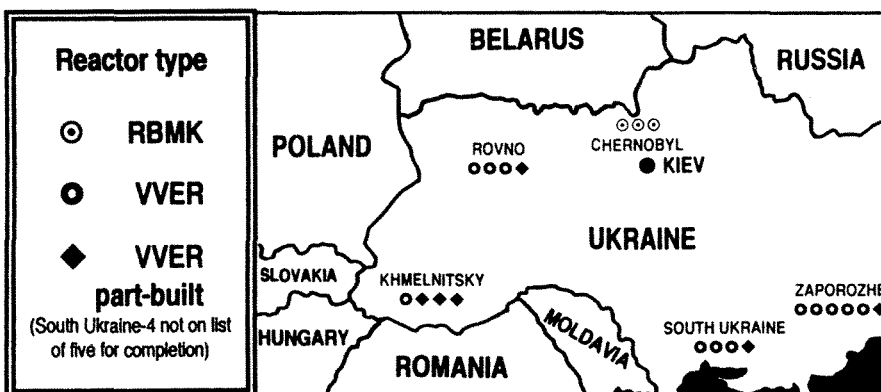 Reactor type
RBMK
VVER
VVER
part-built
(South Ukraine-4 not on list
of five for completion)
BELARUS
RUSSIA
POLAND
ROVNO
CHERNOBYL
KIEV
UKRAINE
SLOVAKIA
KHMELNITSKY
ZAPOROZHE
HUNGARY
MOLDAVIA
SOUTH UKRAINE
ROMANIA